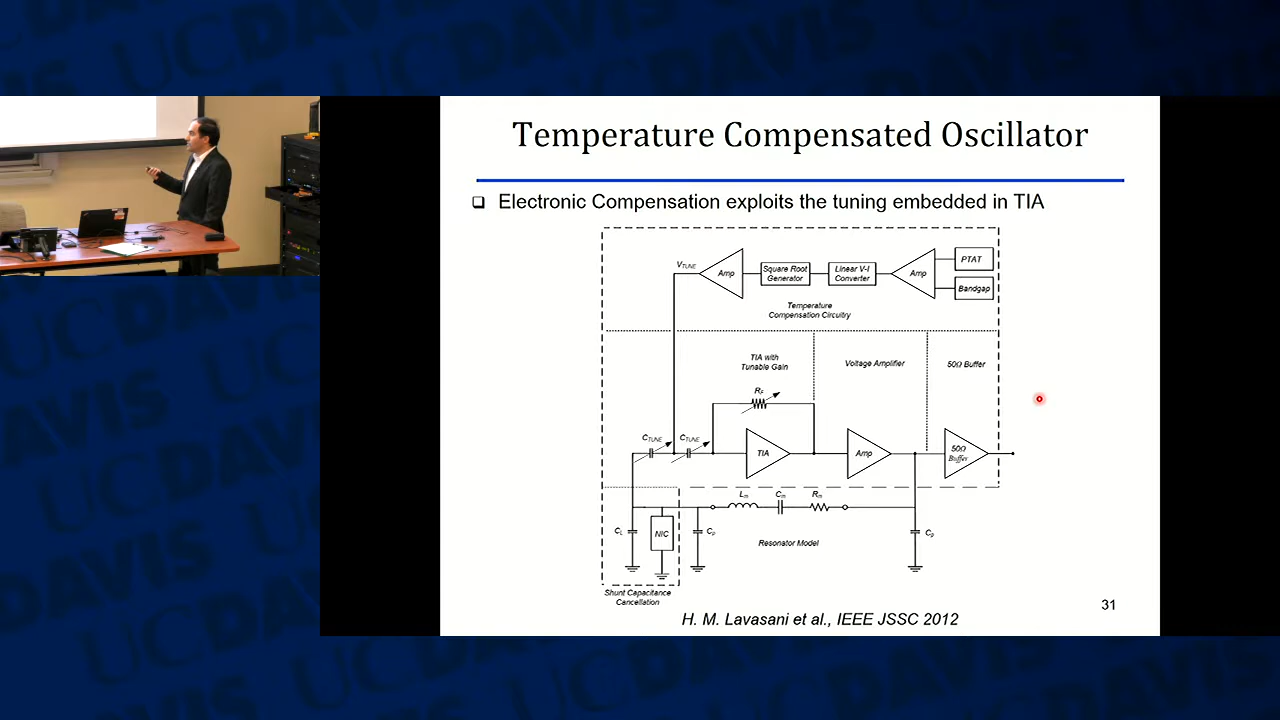 UC DAVIS
Temperature Compensated Oscillator
Electronic Compensation exploits the tuning embedded in TIA
VTUNE
Amp
Square Root
Generator
Linear V-I
Converter
Amp
PTAT
Bandgap
Temperature
Compensation Circuitry
TIA with
Tunable Gain
Voltage Amplifier
50Ω Buffer
RF
CTUNE
CTUNE
TIA
Amp
50Ω
Buffer
Lm
Cm
Rm
CL
NIC
Cp
Cp
Resonator Model
Shunt Capacitance
Cancellation
31
H. M. Lavasani et al., IEEE JSSC 2012